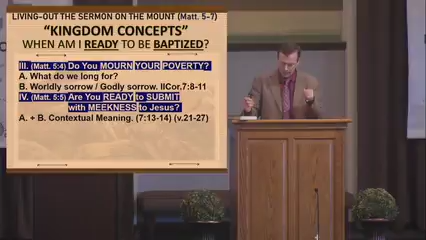 LIVING–OUT THE SERMON ON THE MOUNT (Matt. 5–7)
“KINGDOM CONCEPTS”
WHEN AM I READY TO BE BAPTIZED?
III. (Matt. 5:4) Do You MOURN YOUR POVERTY?
A. What do we long for?
B. Worldly sorrow / Godly sorrow. IICor,7:8-11
IV. (Matt. 5:5) Are You READY to SUBMIT
with MEEKNESS to Jesus?
A. + B. Contextual Meaning. (7:13-14) (v.21-27)